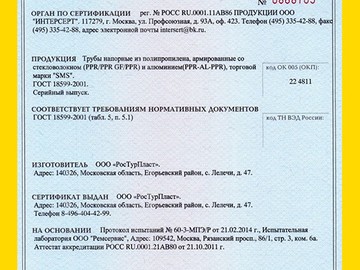 №
ОРГАН ПО СЕРТИФИКАЦИИ рег. № РОСС RU.0001.11АВ86 ПРОДУКЦИИ ООО
"ИНТЕРСЕРТ". 117279, г. Москва, ул. Профсоюзная, д. 93А, оф. 423. Телефон (495) 335-42-88, факс
(495) 335-42-88, адрес электронной почты intersert@bk.ru.
ПРОДУКЦИЯ Трубы напорные из полипропилена, армированные со
стекловолокном (PPR/PPR GF/PPR) и алюминием(PPR-AL-PPR), торговой
марки "SMS".
ГОСТ 18599-2001.
Серийный выпуск.
код ОК 005 (ОКП):
22 4811
СООТВЕТСТВУЕТ ТРЕБОВАНИЯМ НОРМАТИВНЫХ ДОКУМЕНТОВ
ГОСТ 18599-2001 (табл. 5, п. 5.1)
код ТН ВЭД России:
ИЗГОТОВИТЕЛЬ ООО «РосТурПласт».
Адрес: 140326, Московская область, Егорьевский район, с. Лелечи, д. 47.
СЕРТИФИКАТ ВЫДАН ООО «РосТурПласт».
Адрес: 140326, Московская область, Егорьевский район, с. Лелечи, д. 47.
Телефон 8-496-404-42-99.
НА ОСНОВАНИИ Протокол испытаний № 60-3-МПЭ/Р от 21.02.2014 г., Испытательная
лаборатория ООО "Ремсервис", Адрес: 109542, Москва, Рязанский просп., 86/1, стр. 3, ком. 6а.
Аттестат аккредитации РОСС RU.0001.21АВ80 от 21.10.2011 г.